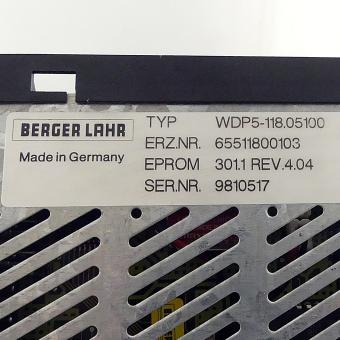 BERGER LAHR
Made in Germany
TYP WDP5-118.05100
ERZ.NR. 65511800103
EPROM 301.1 REV.4.04
SER.NR. 9810517